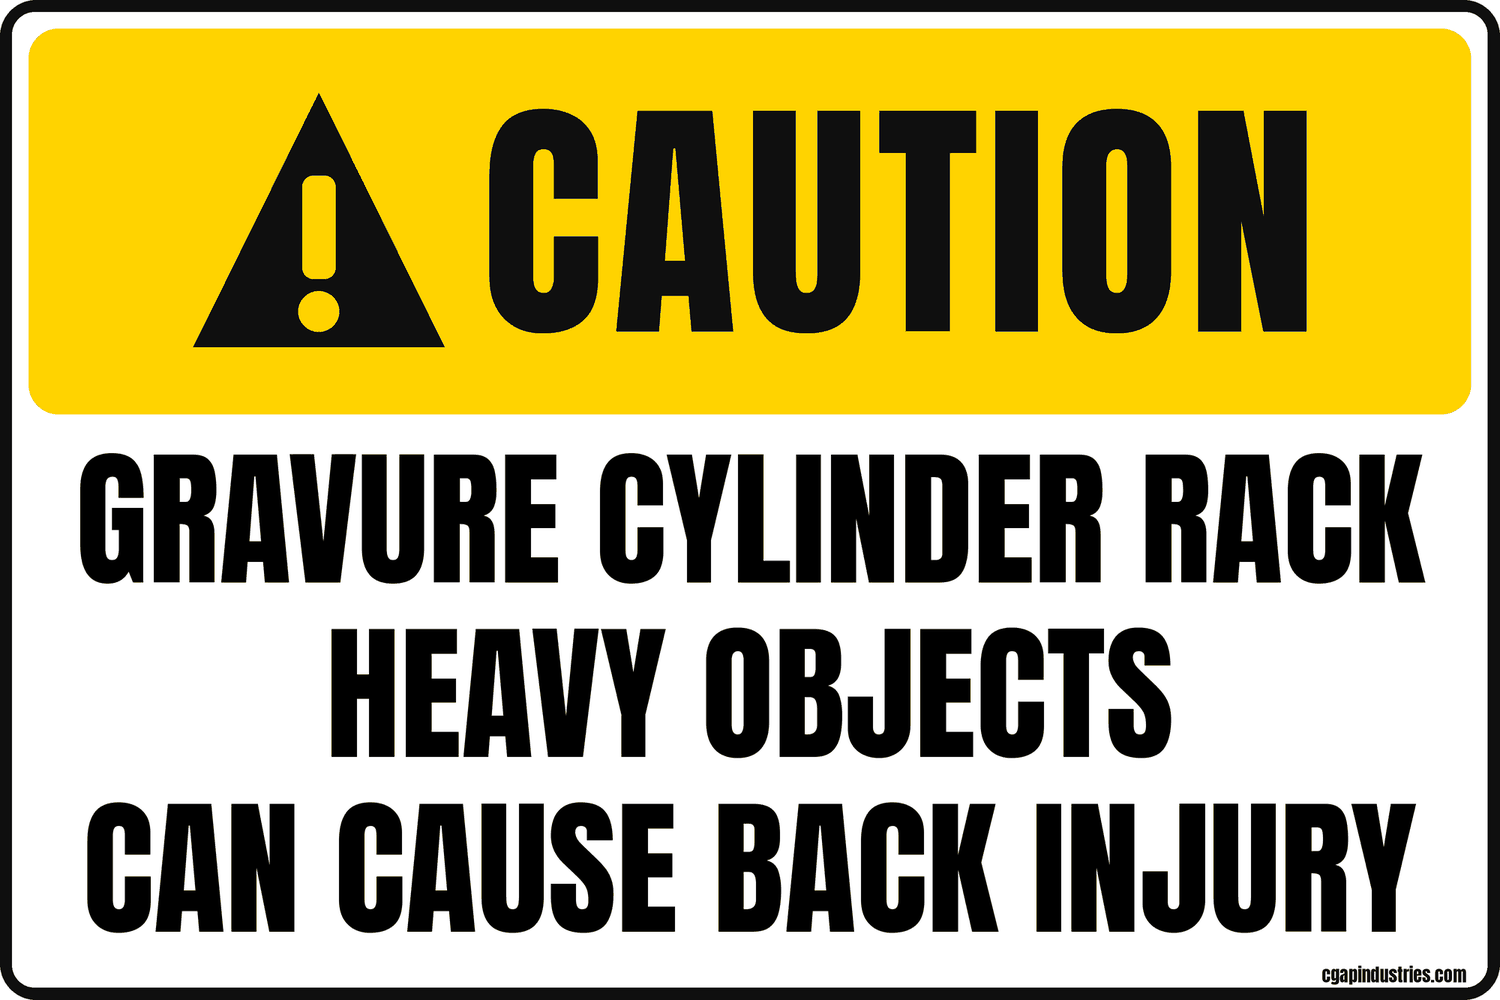 CAUTION
GRAVURE CYLINDER RACK
HEAVY OBJECTS
CAN CAUSE BACK INJURY
cgapindustries.com